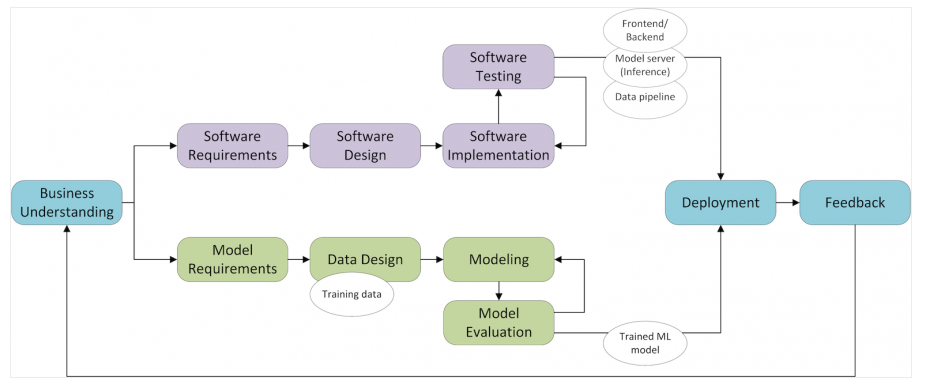 Frontend/
Backend
Software
Testing
Model server
(Inference)
Data pipeline
Software
Requirements
Software
Design
Software
Implementation
Business
Understanding
Deployment
Feedback
Model
Requirements
Data Design
Modeling
Training data
Model
Evaluation
Trained ML
model